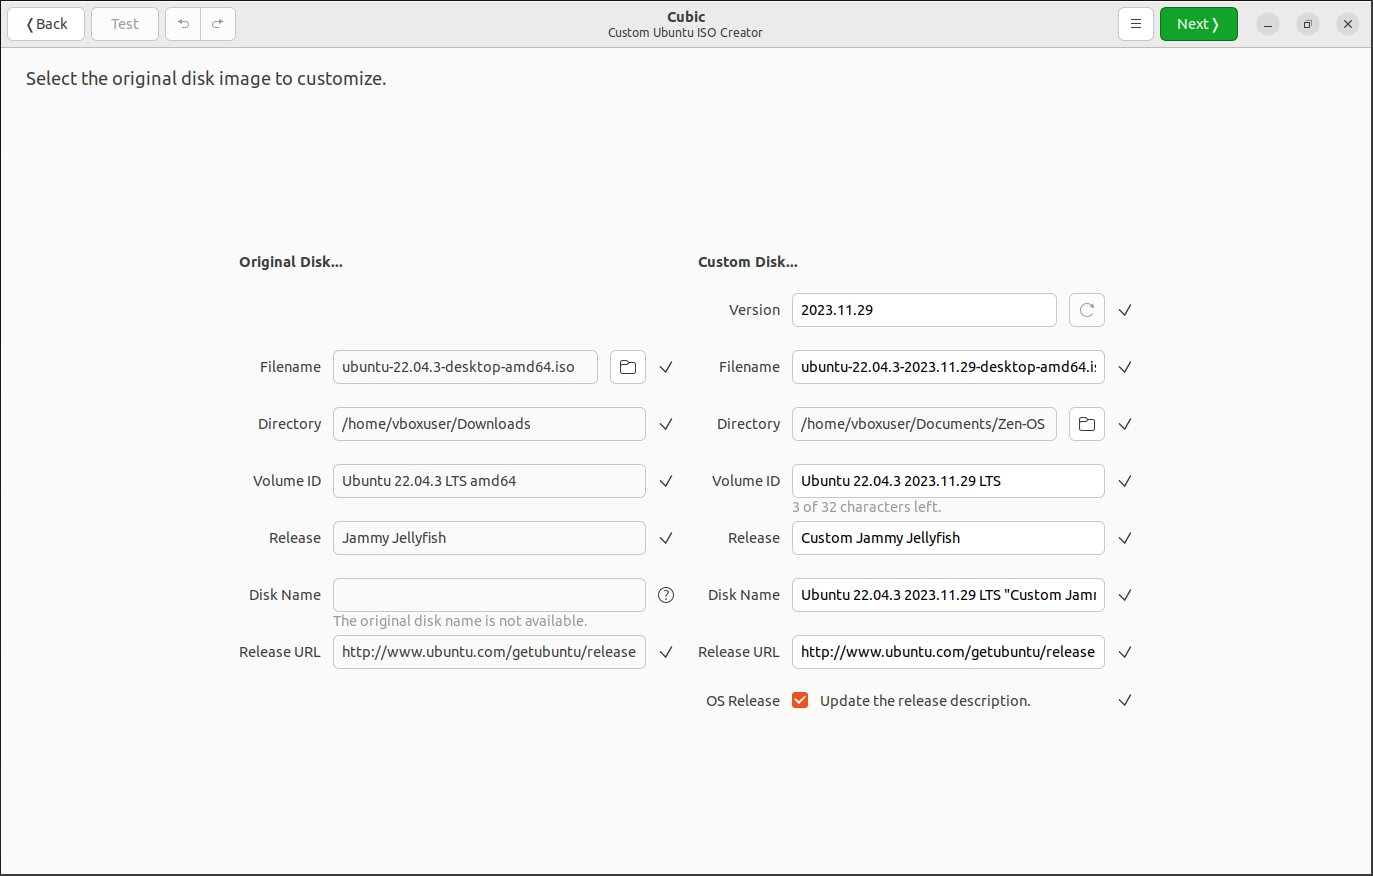 ❬Back
Test
Cubic
Custom Ubuntu ISO Creator
Next❭
Select the original disk image to customize.
Original Disk...
Custom Disk...
Version 2023.11.29
Filename ubuntu-22.04.3-desktop-amd64.iso
Filename ubuntu-22.04.3-2023.11.29-desktop-amd64.is
Directory /home/vboxuser/Downloads
Directory /home/vboxuser/Documents/Zen-OS
Volume ID Ubuntu 22.04.3 LTS amd64
Volume ID Ubuntu 22.04.3 2023.11.29 LTS
3 of 32 characters left.
Release Jammy Jellyfish
Release Custom Jammy Jellyfish
Disk Name
The original disk name is not available.
Disk Name Ubuntu 22.04.3 2023.11.29 LTS "Custom Jamm
Release URL http://www.ubuntu.com/getubuntu/release
Release URL http://www.ubuntu.com/getubuntu/release
OS Release Update the release description.